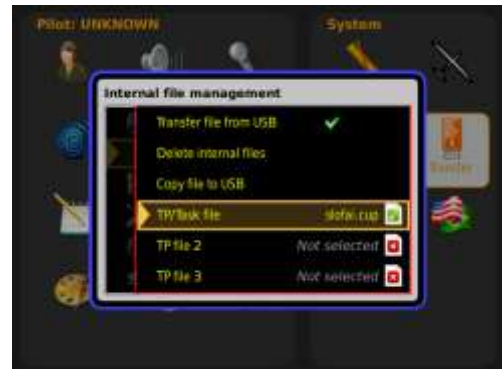 Pilot: UNKNOWN
System
Internal file management
Transfer file from USB
Delete internal files
Copy file to USB
TP/Task file slofai.cup
TP file 2 Not selected
TP file 3 Not selected